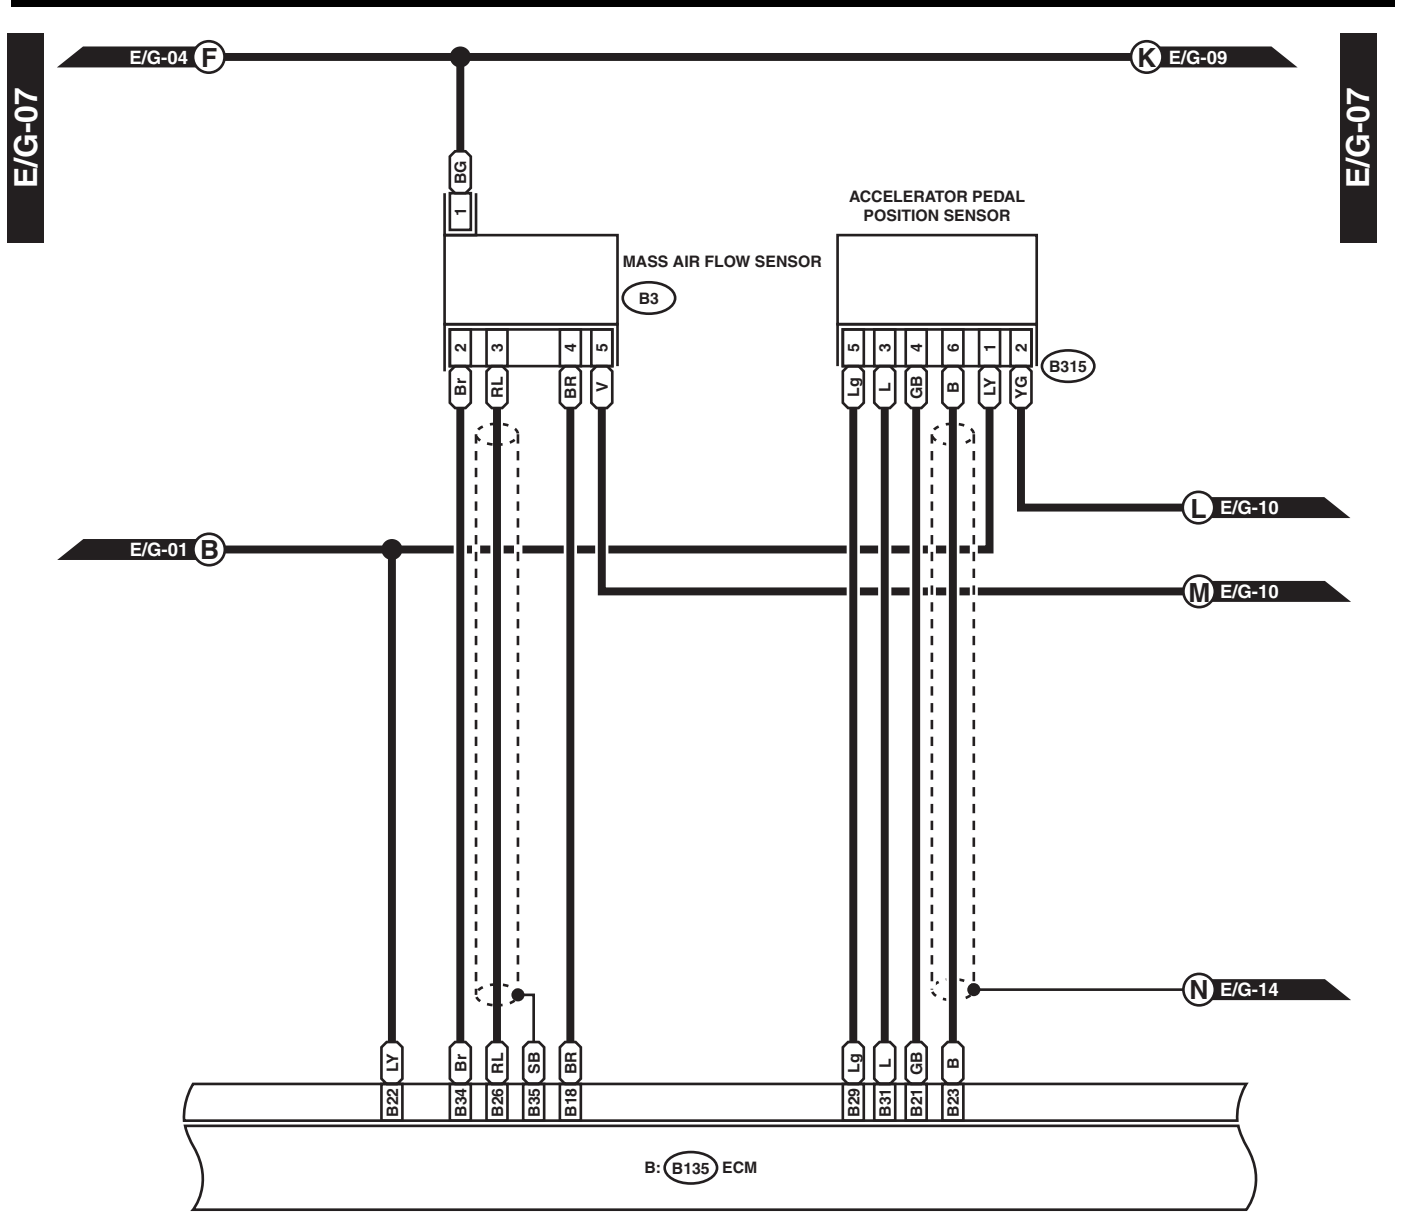 E/G-04 F
K E/G-09
E/G-07
E/G-07
BG
1
ACCELERATOR PEDAL
POSITION SENSOR
MASS AIR FLOW SENSOR
B3
2 3 4 5
5 3 4 6 1 2
B315
Br RL BR V
Lg L GB B LY YG
L E/G-10
E/G-01 B
M E/G-10
N E/G-14
LY Br RL SB BR Lg L GB B
B22 B34 B26 B35 B18 B29 B31 B21 B23
B: B135 ECM